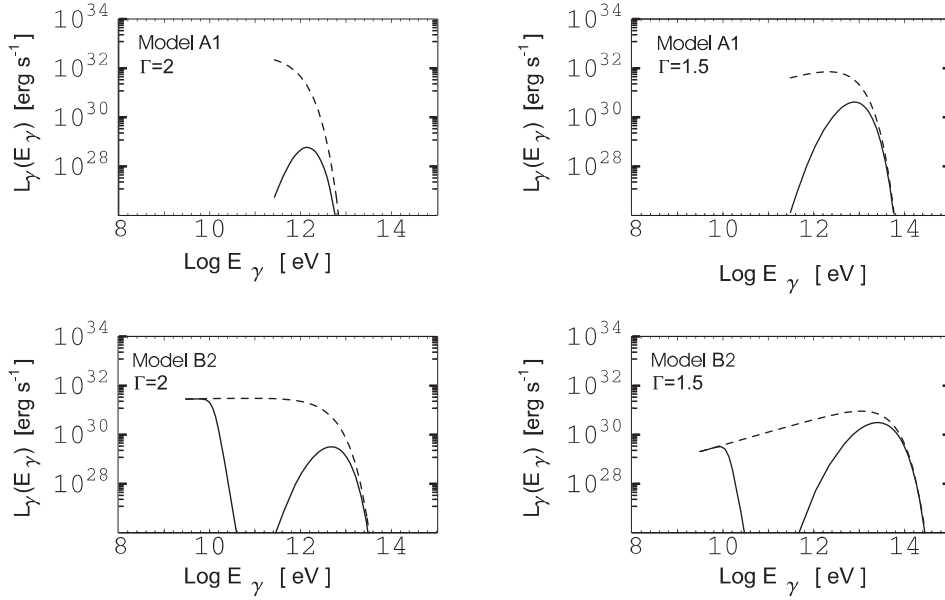 10^34
10^32
10^30
10^28
Model A1
Γ=2
L_γ(E_γ) [erg s^-1]
8 10 12 14
Log E_γ [eV]
10^34
10^32
10^30
10^28
Model A1
Γ=1.5
L_γ(E_γ) [erg s^-1]
8 10 12 14
Log E_γ [eV]
10^34
10^32
10^30
10^28
Model B2
Γ=2
L_γ(E_γ) [erg s^-1]
8 10 12 14
Log E_γ [eV]
10^34
10^32
10^30
10^28
Model B2
Γ=1.5
L_γ(E_γ) [erg s^-1]
8 10 12 14
Log E_γ [eV]